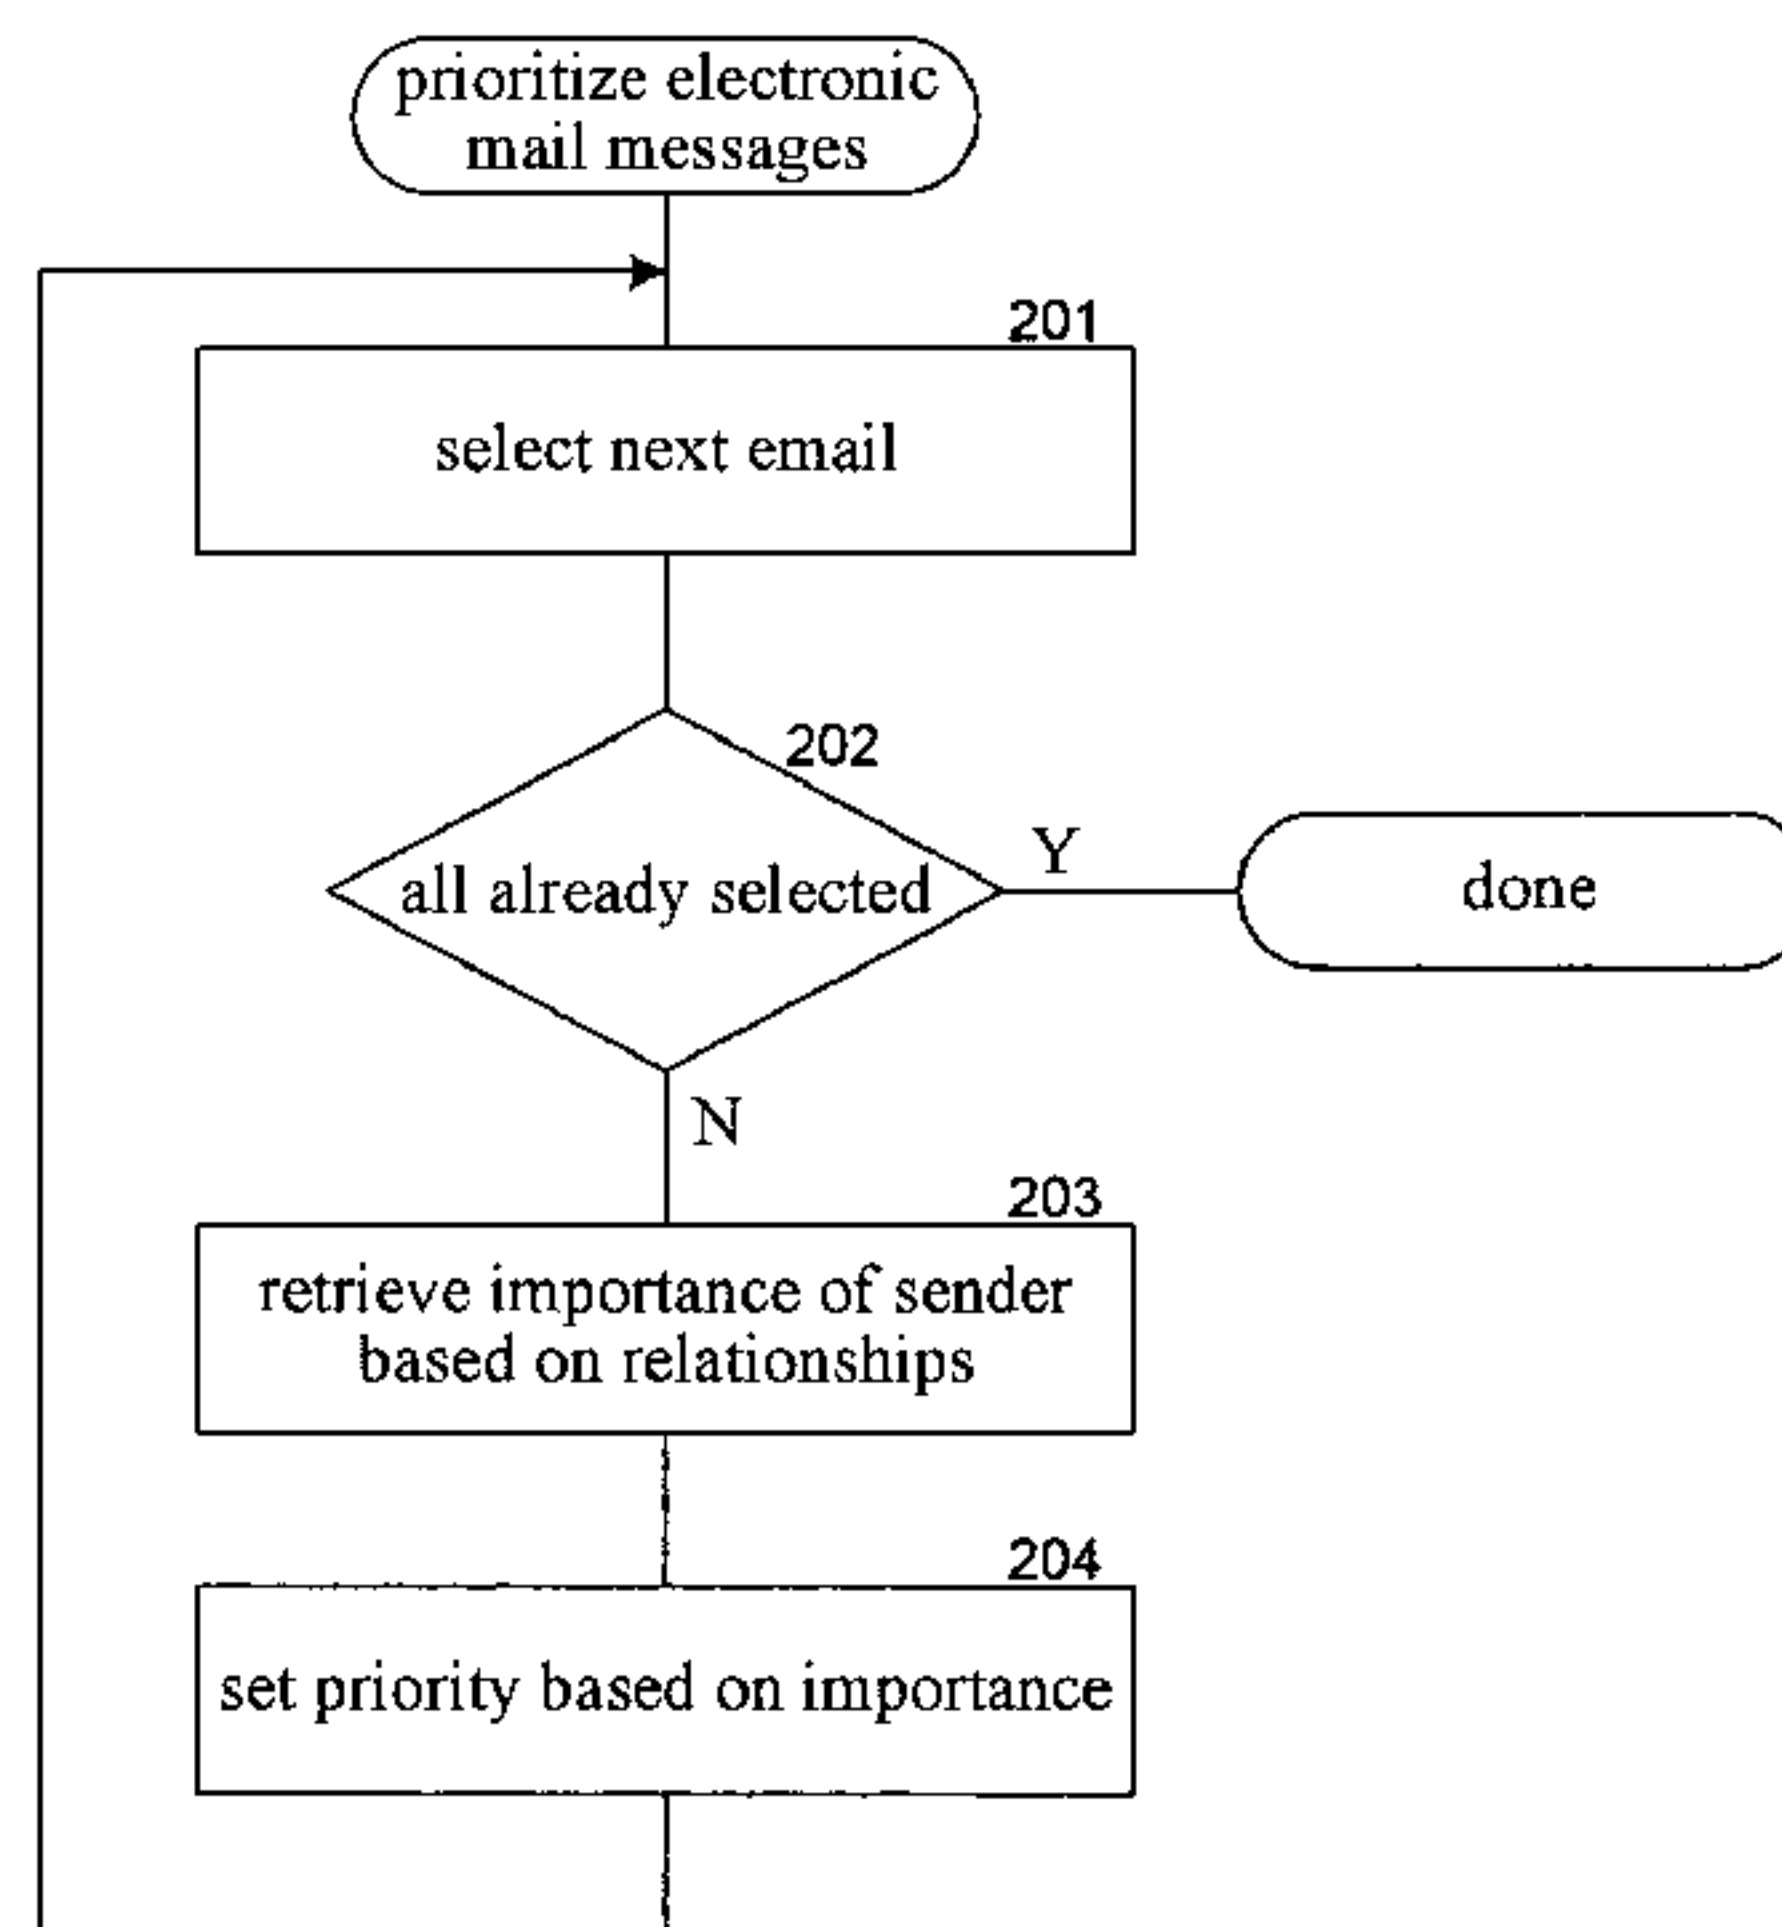 prioritize electronic
mail messages
201
select next email
202
all already selected
Y
done
N
203
retrieve importance of sender
based on relationships
204
set priority based on importance